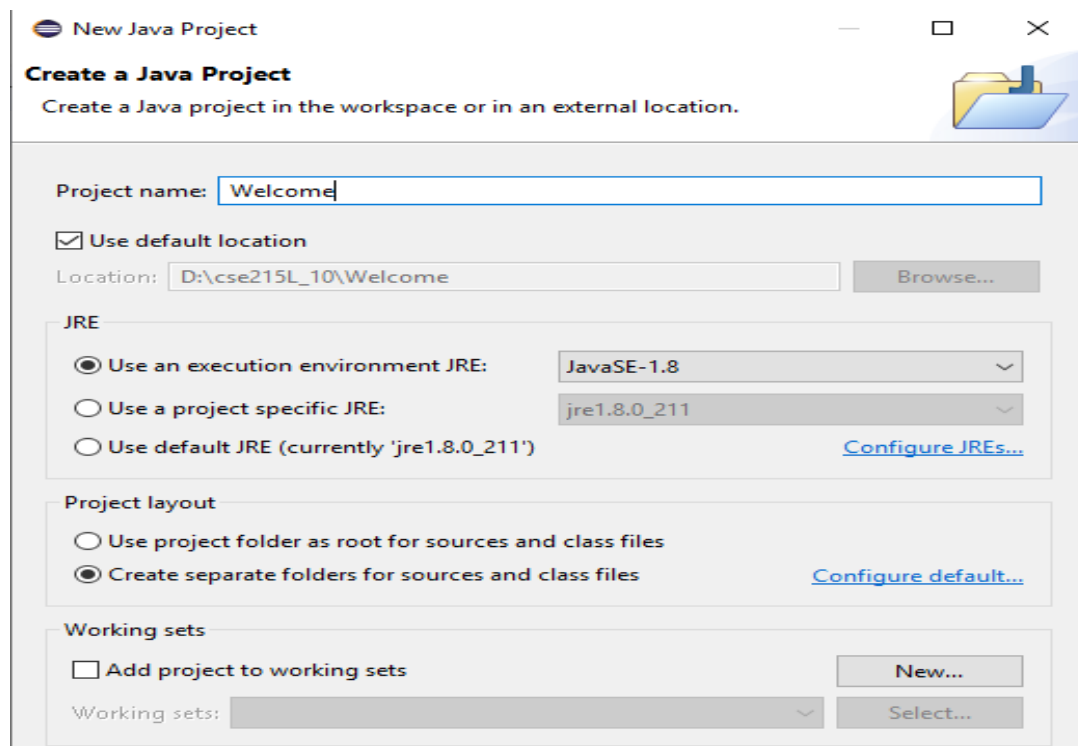 New Java Project
Create a Java Project
Create a Java project in the workspace or in an external location.
Project name: Welcome
Use default location
Location: D:\cse215L_10\Welcome Browse...
JRE
Use an execution environment JRE: JavaSE-1.8
Use a project specific JRE: jre1.8.0_211
Use default JRE (currently 'jre1.8.0_211') Configure JREs...
Project layout
Use project folder as root for sources and class files
Create separate folders for sources and class files Configure default...
Working sets
Add project to working sets New...
Working sets: Select...